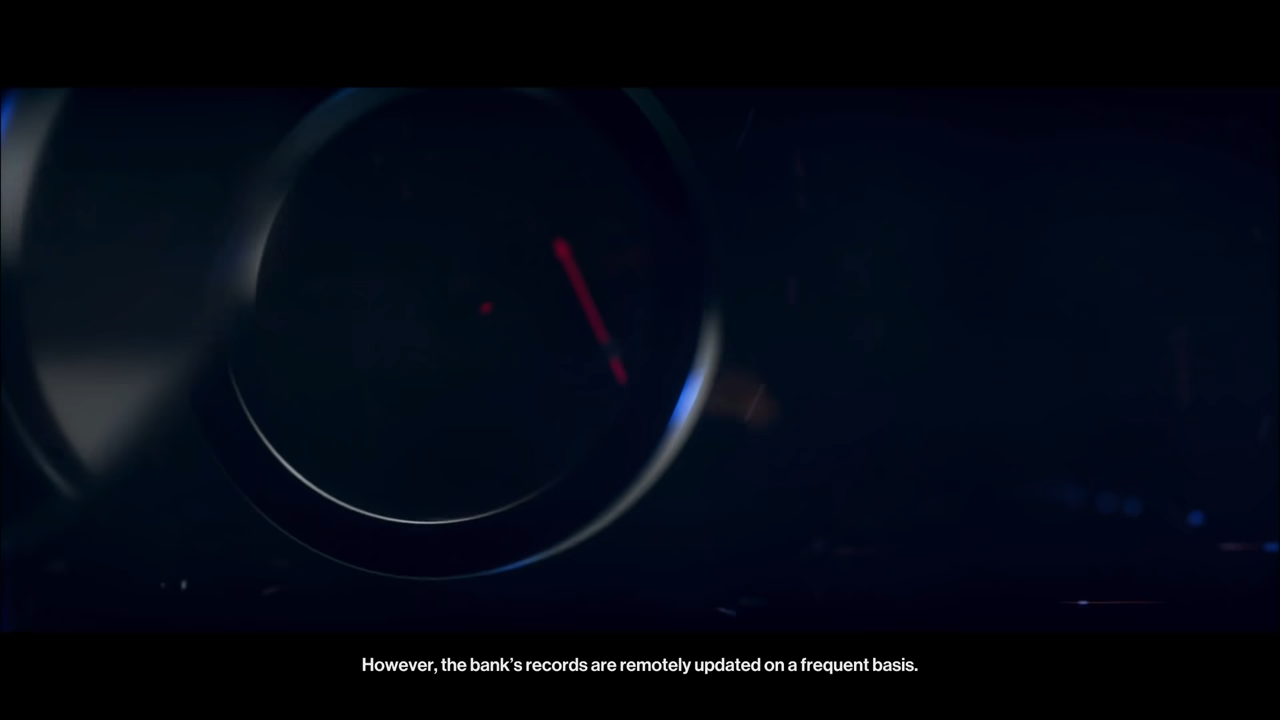 However, the bank's records are remotely updated on a frequent basis.